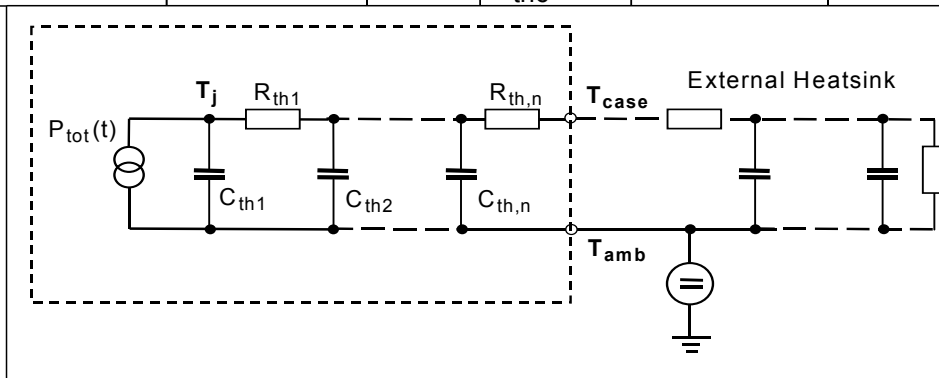 T_j
R_th1
R_th,n
T_case
External Heatsink
P_tot(t)
C_th1
C_th2
C_th,n
T_amb